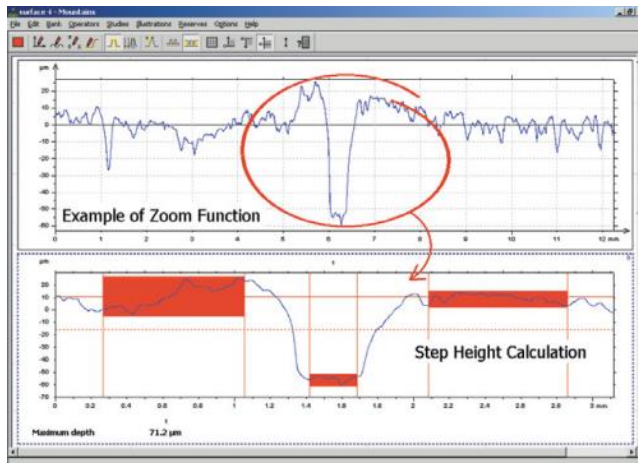 surface 4 - Mountains
File Edit Bank Operators Studies Illustrations Reserves Options Help
µm
20
10
0
-10
-20
-30
-40
-50
-60
Example of Zoom Function
0 1 2 3 4 5 6 7 8 9 10 11 12 mm
1
µm
20
10
0
-10
-20
-30
-40
-50
-60
-70
Step Height Calculation
0 0.2 0.4 0.6 0.8 1 1.2 1.4 1.6 1.8 2 2.2 2.4 2.6 2.8 3 mm
1
Maximum depth 71.2 µm